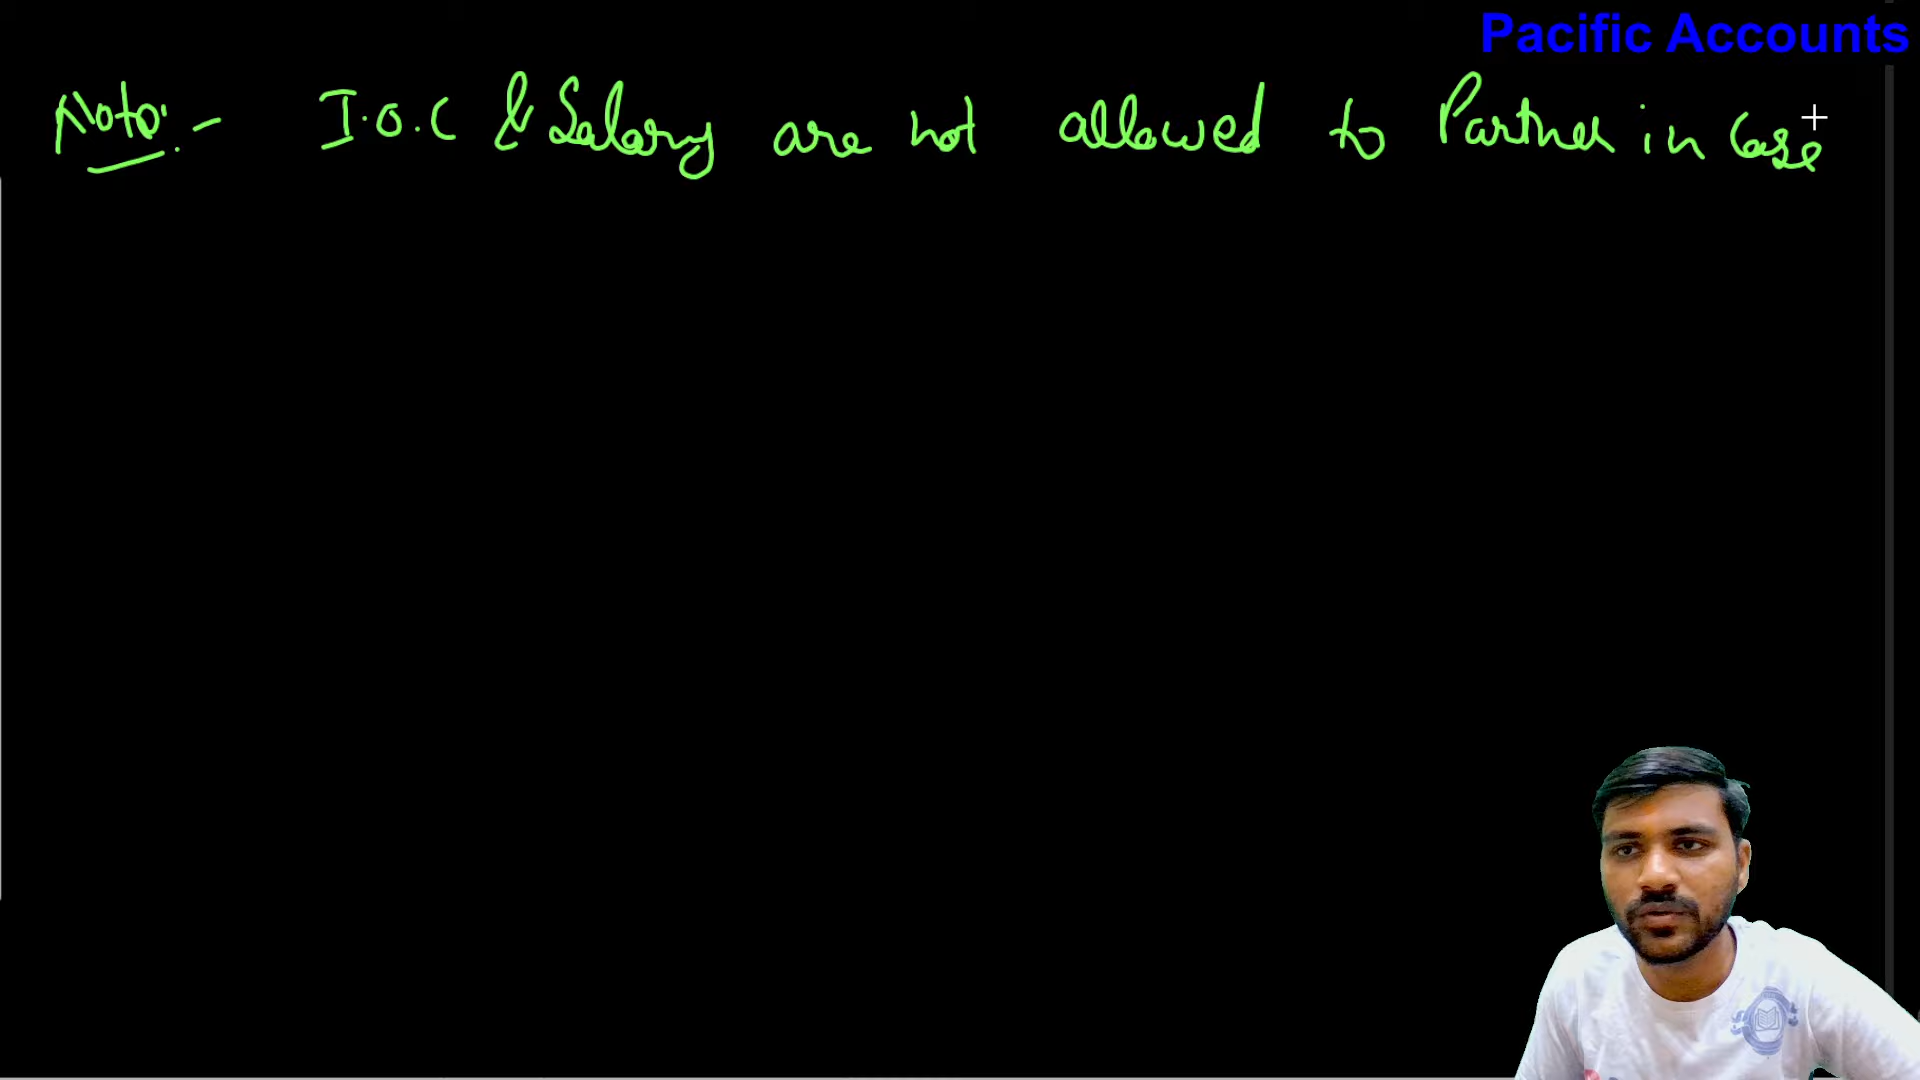 Pacific Accounts
Note:- I.O.C & Salary are not allowed to Partner in Case